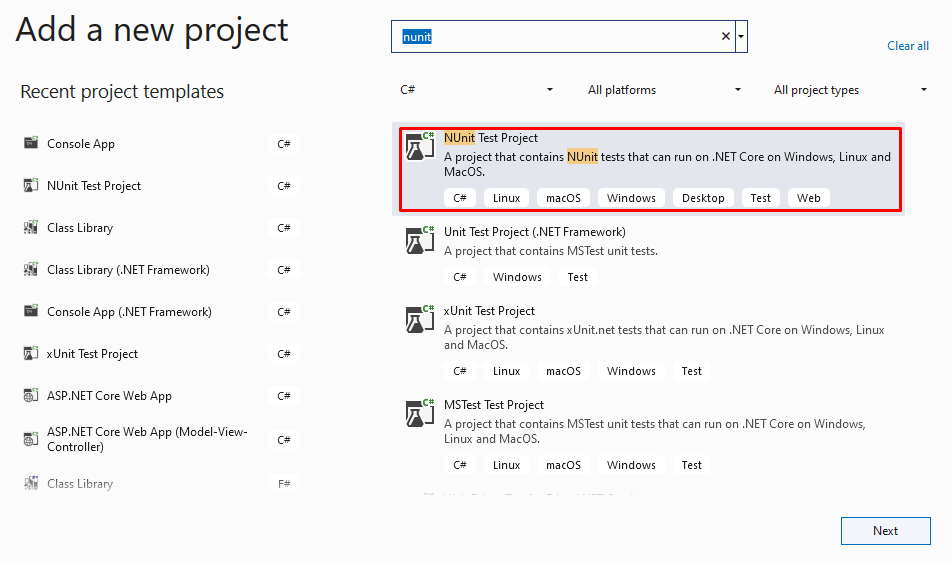 Add a new project
nunit
Clear all
Recent project templates
C#
All platforms
All project types
Console App
C#
NUnit Test Project
C#
Class Library
C#
Class Library (.NET Framework)
C#
Console App (.NET Framework)
C#
xUnit Test Project
C#
ASP.NET Core Web App
C#
ASP.NET Core Web App (Model-View-
Controller)
C#
Class Library
F#
NUnit Test Project
A project that contains NUnit tests that can run on .NET Core on Windows, Linux and
MacOS.
C# Linux macOS Windows Desktop Test Web
Unit Test Project (.NET Framework)
A project that contains MSTest unit tests.
C# Windows Test
xUnit Test Project
A project that contains xUnit.net tests that can run on .NET Core on Windows, Linux
and MacOS.
C# Linux macOS Windows Test
MSTest Test Project
A project that contains MSTest unit tests that can run on .NET Core on Windows,
Linux and MacOS.
C# Linux macOS Windows Test
Next